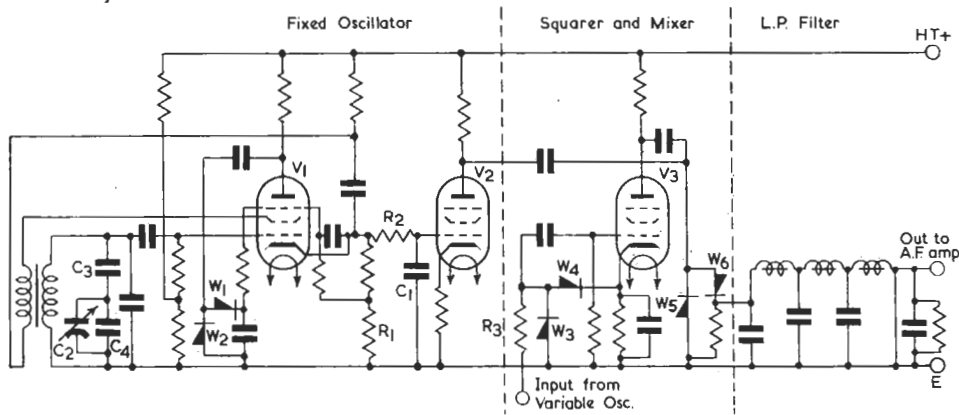 Fixed Oscillator
Squarer and Mixer
L.P. Filter
HT+
V1
V2
V3
R2
C1
C3
C2
C4
W1
W2
R1
R3
W4
W3
W5
W6
Out to
A.F. amp
E
Input from
Variable Osc.